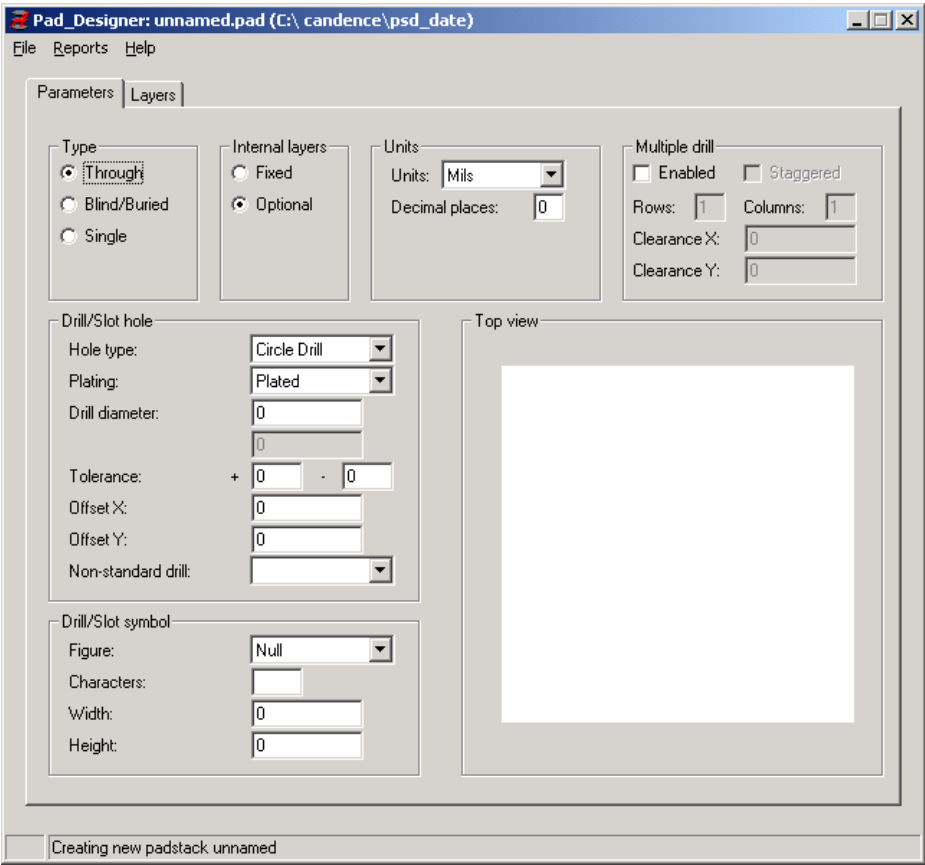 Pad_Designer: unnamed.pad (C:\ candence\psd_date)
File Reports Help
Parameters Layers
Type
Through
Blind/Buried
Single
Internal layers
Fixed
Optional
Units
Units: Mils
Decimal places: 0
Multiple drill
Enabled Staggered
Rows: 1 Columns: 1
Clearance X: 0
Clearance Y: 0
Drill/Slot hole
Hole type: Circle Drill
Plating: Plated
Drill diameter: 0
0
Tolerance: + 0 - 0
Offset X: 0
Offset Y: 0
Non-standard drill:
Drill/Slot symbol
Figure: Null
Characters:
Width: 0
Height: 0
Top view
Creating new padstack unnamed